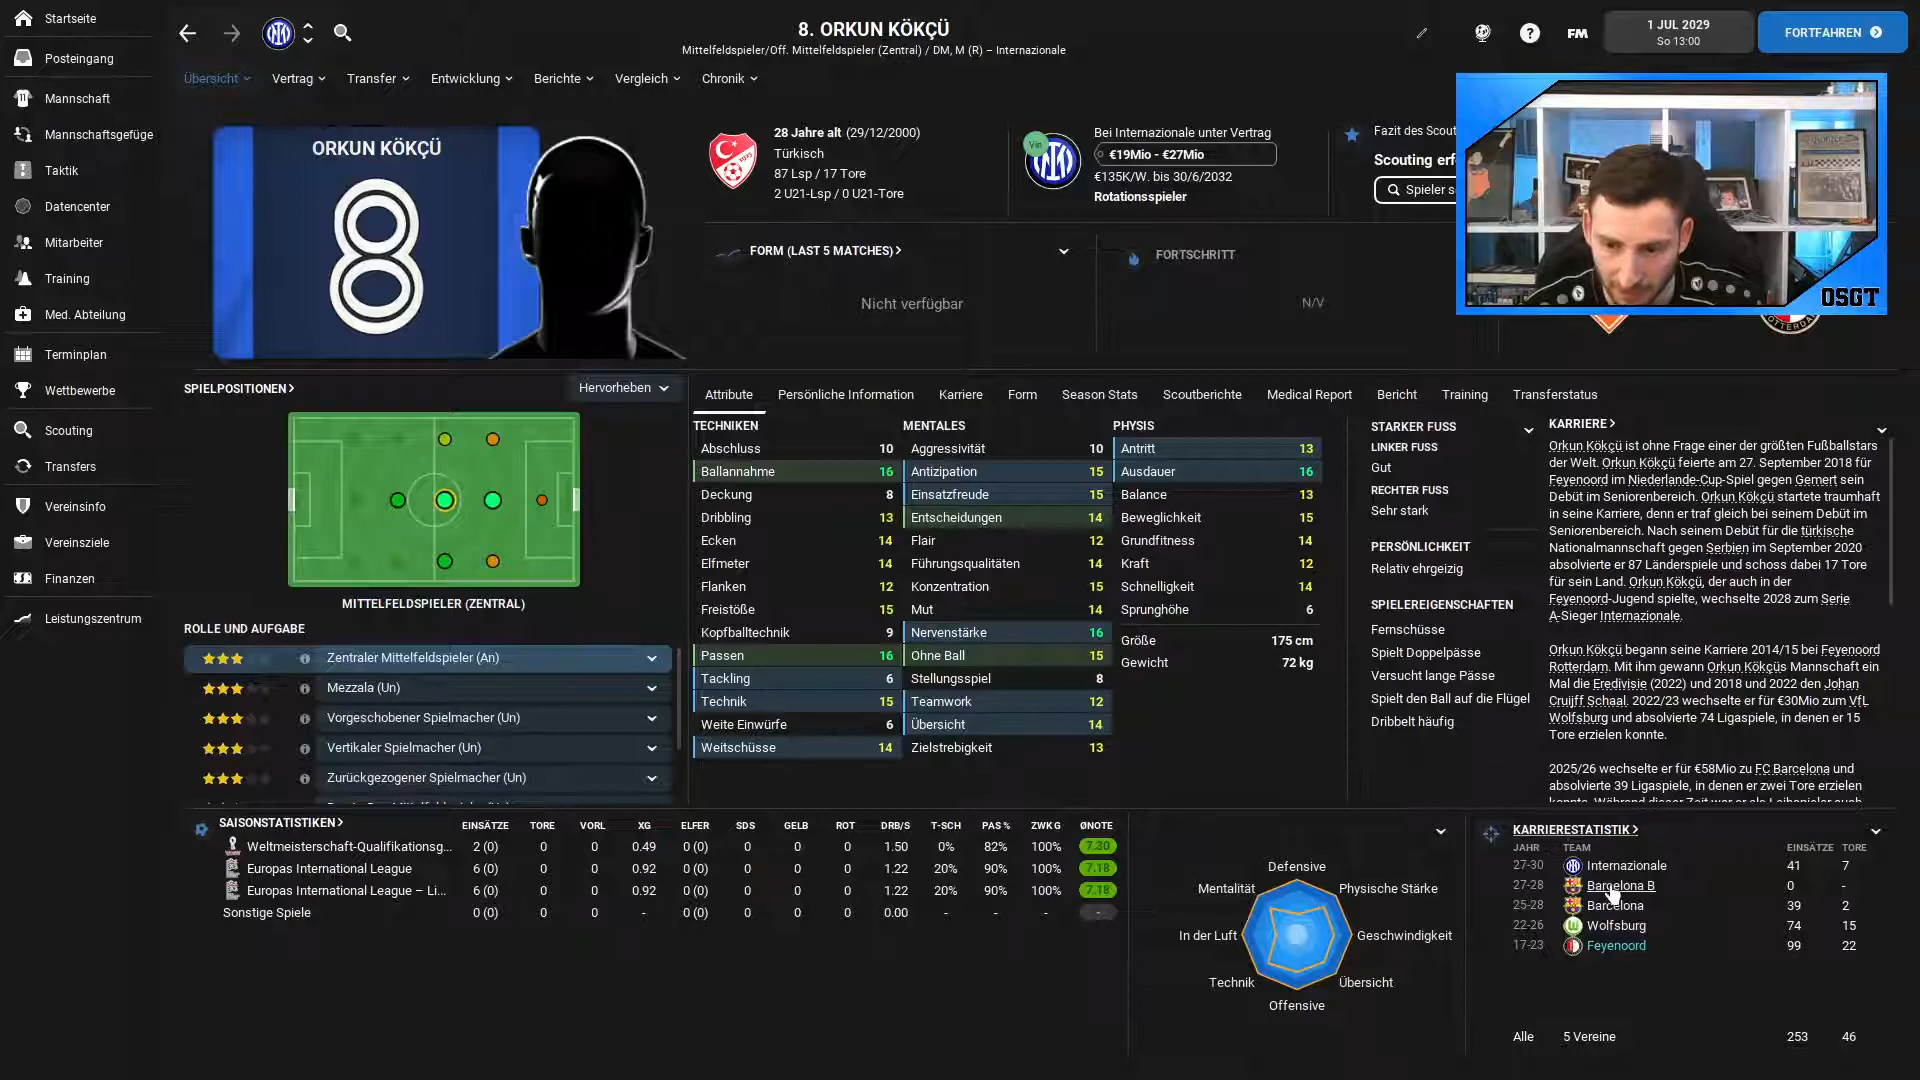 Startseite
Posteingang
Mannschaft
Mannschaftsgefüge
Taktik
Datencenter
Mitarbeiter
Training
Med. Abteilung
Terminplan
Wettbewerbe
Scouting
Transfers
Vereinsinfo
Vereinsziele
Finanzen
Leistungszentrum
8. ORKUN KÖKÇÜ
Mittelfeldspieler/Off. Mittelfeldspieler (Zentral) / DM, M (R) – Internazionale
FM
1 JUL 2029
So 13:00
FORTFAHREN
Übersicht Vertrag Transfer Entwicklung Berichte Vergleich Chronik
ORKUN KÖKÇÜ
8
28 Jahre alt (29/12/2000)
Türkisch
87 Lsp / 17 Tore
2 U21-Lsp / 0 U21-Tore
Bei Internazionale unter Vertrag
€19Mio - €27Mio
€135K/W. bis 30/6/2032
Rotationsspieler
Fazit des Scout
Scouting erf
Spieler s
OSGT
FORM (LAST 5 MATCHES)
Nicht verfügbar
FORTSCHRITT
N/V
SPIELPOSITIONEN
Hervorheben
MITTELFELDSPIELER (ZENTRAL)
ROLLE UND AUFGABE
Zentraler Mittelfeldspieler (An)
Mezzala (Un)
Vorgeschobener Spielmacher (Un)
Vertikaler Spielmacher (Un)
Zurückgezogener Spielmacher (Un)
Attribute Persönliche Information Karriere Form Season Stats Scoutberichte Medical Report Bericht Training Transferstatus
TECHNIKEN
Abschluss 10
Ballannahme 16
Deckung 8
Dribbling 13
Ecken 14
Elfmeter 14
Flanken 12
Freistöße 15
Kopfballtechnik 9
Passen 16
Tackling 6
Technik 15
Weite Einwürfe 6
Weitschüsse 14
MENTALES
Aggressivität 10
Antizipation 15
Einsatzfreude 15
Entscheidungen 14
Flair 12
Führungsqualitäten 14
Konzentration 15
Mut 14
Nervenstärke 16
Ohne Ball 15
Stellungsspiel 8
Teamwork 12
Übersicht 14
Zielstrebigkeit 13
PHYSIS
Antritt 13
Ausdauer 16
Balance 13
Beweglichkeit 15
Grundfitness 14
Kraft 12
Schnelligkeit 14
Sprunghöhe 6
Größe 175 cm
Gewicht 72 kg
STARKER FUSS
LINKER FUSS
Gut
RECHTER FUSS
Sehr stark
PERSÖNLICHKEIT
Relativ ehrgeizig
SPIELEREIGENSCHAFTEN
Fernschüsse
Spielt Doppelpässe
Versucht lange Pässe
Spielt den Ball auf die Flügel
Dribbelt häufig
KARRIERE
Orkun Kökçü ist ohne Frage einer der größten Fußballstars
der Welt. Orkun Kökçü feierte am 27. September 2018 für
Feyenoord im Niederlande-Cup-Spiel gegen Gemert sein
Debüt im Seniorenbereich. Orkun Kökçü startete traumhaft
in seine Karriere, denn er traf gleich bei seinem Debüt im
Seniorenbereich. Nach seinem Debüt für die türkische
Nationalmannschaft gegen Serbien im September 2020
absolvierte er 87 Länderspiele und schoss dabei 17 Tore
für sein Land. Orkun Kökçü, der auch in der
Feyenoord-Jugend spielte, wechselte 2028 zum Serie
A-Sieger Internazionale.
Orkun Kökçü begann seine Karriere 2014/15 bei Feyenoord
Rotterdam. Mit ihm gewann Orkun Kökçüs Mannschaft ein
Mal die Eredivisie (2022) und 2018 und 2022 den Johan
Cruijff Schaal. 2022/23 wechselte er für €30Mio zum VfL
Wolfsburg und absolvierte 74 Ligaspiele, in denen er 15
Tore erzielen konnte.
2025/26 wechselte er für €58Mio zu FC Barcelona und
absolvierte 39 Ligaspiele, in denen er zwei Tore erzielen
SAISONSTATISTIKEN EINSÄTZE TORE VORL XG ELFER SDS GELB ROT DRB/S T-SCH PAS % ZWK G ØNOTE
Weltmeisterschaft-Qualifikationsg... 2 (0) 0 0 0.49 0 (0) 0 0 0 1.50 0% 82% 100% 7.30
Europas International League 6 (0) 0 0 0.92 0 (0) 0 0 0 1.22 20% 90% 100% 7.18
Europas International League – Li... 6 (0) 0 0 0.92 0 (0) 0 0 0 1.22 20% 90% 100% 7.18
Sonstige Spiele 0 (0) 0 0 - 0 (0) 0 0 0 0.00 - - - -
Defensive
Mentalität Physische Stärke
In der Luft Geschwindigkeit
Technik Übersicht
Offensive
KARRIERESTATISTIK
JAHR TEAM EINSÄTZE TORE
27-30 Internazionale 41 7
27-28 Barcelona B 0 -
25-28 Barcelona 39 2
22-26 Wolfsburg 74 15
17-23 Feyenoord 99 22
Alle 5 Vereine 253 46